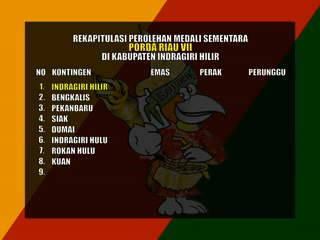 REKAPITULASI PEROLEHAN MEDALI SEMENTARA
PORDA RIAU VII
DI KABUPATEN INDRAGIRI HILIR
NO KONTINGEN EMAS PERAK PERUNGGU
1. INDRAGIRI HILIR
2. BENGKALIS
3. PEKANBARU
4. SIAK
5. DUMAI
6. INDRAGIRI HULU
7. ROKAN HULU
8. KUAN
9.